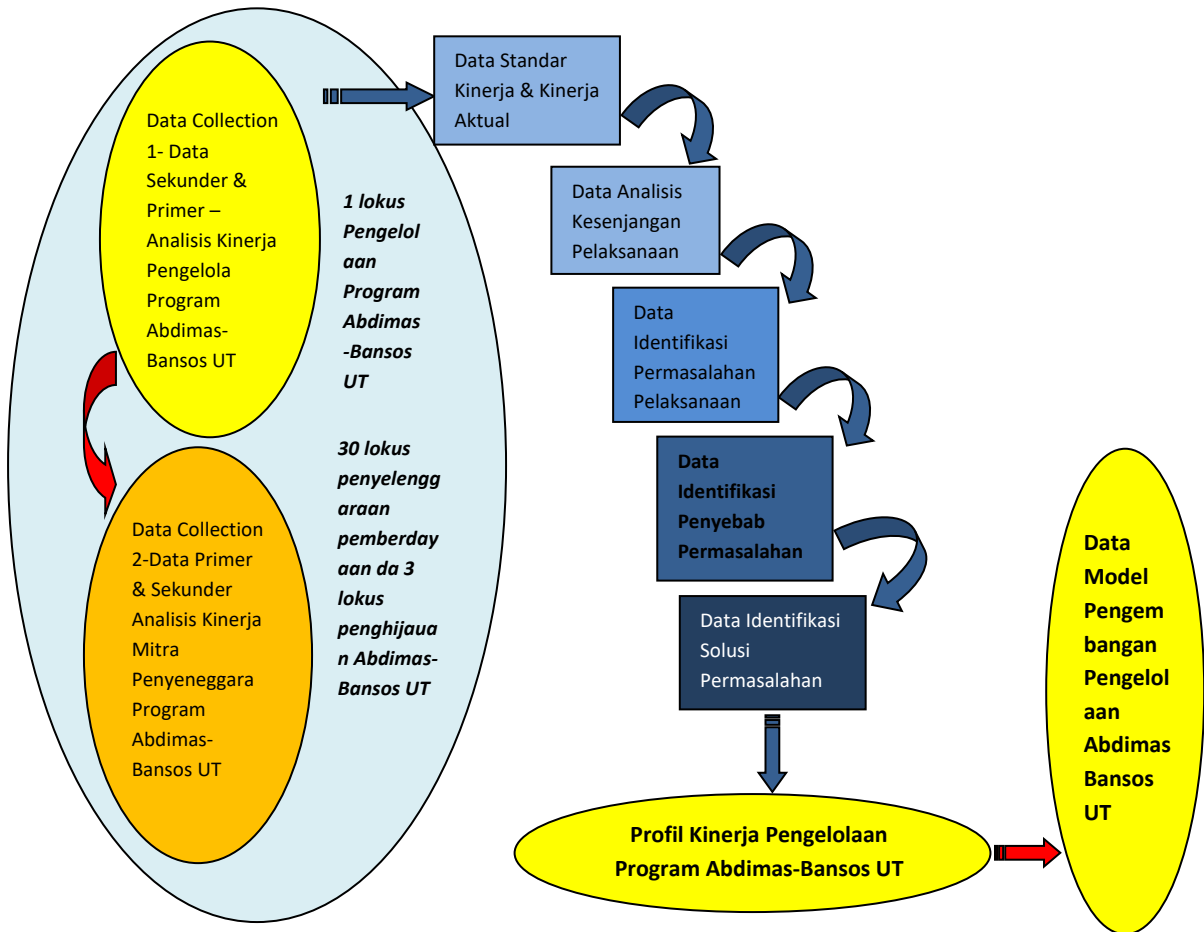 Data Collection
1- Data
Sekunder &
Primer –
Analisis Kinerja
Pengelola
Program
Abdimas-
Bansos UT
1 lokus
Pengelol
aan
Program
Abdimas
-Bansos
UT
Data Collection
2-Data Primer
& Sekunder
Analisis Kinerja
Mitra
Penyeneggara
Program
Abdimas-
Bansos UT
30 lokus
penyelengg
araan
pemberday
aan da 3
lokus
penghijaua
n Abdimas-
Bansos UT
Data Standar
Kinerja & Kinerja
Aktual
Data Analisis
Kesenjangan
Pelaksanaan
Data
Identifikasi
Permasalahan
Pelaksanaan
Data
Identifikasi
Penyebab
Permasalahan
Data Identifikasi
Solusi
Permasalahan
Profil Kinerja Pengelolaan
Program Abdimas-Bansos UT
Data
Model
Pengem
bangan
Pengelol
aan
Abdimas
Bansos
UT